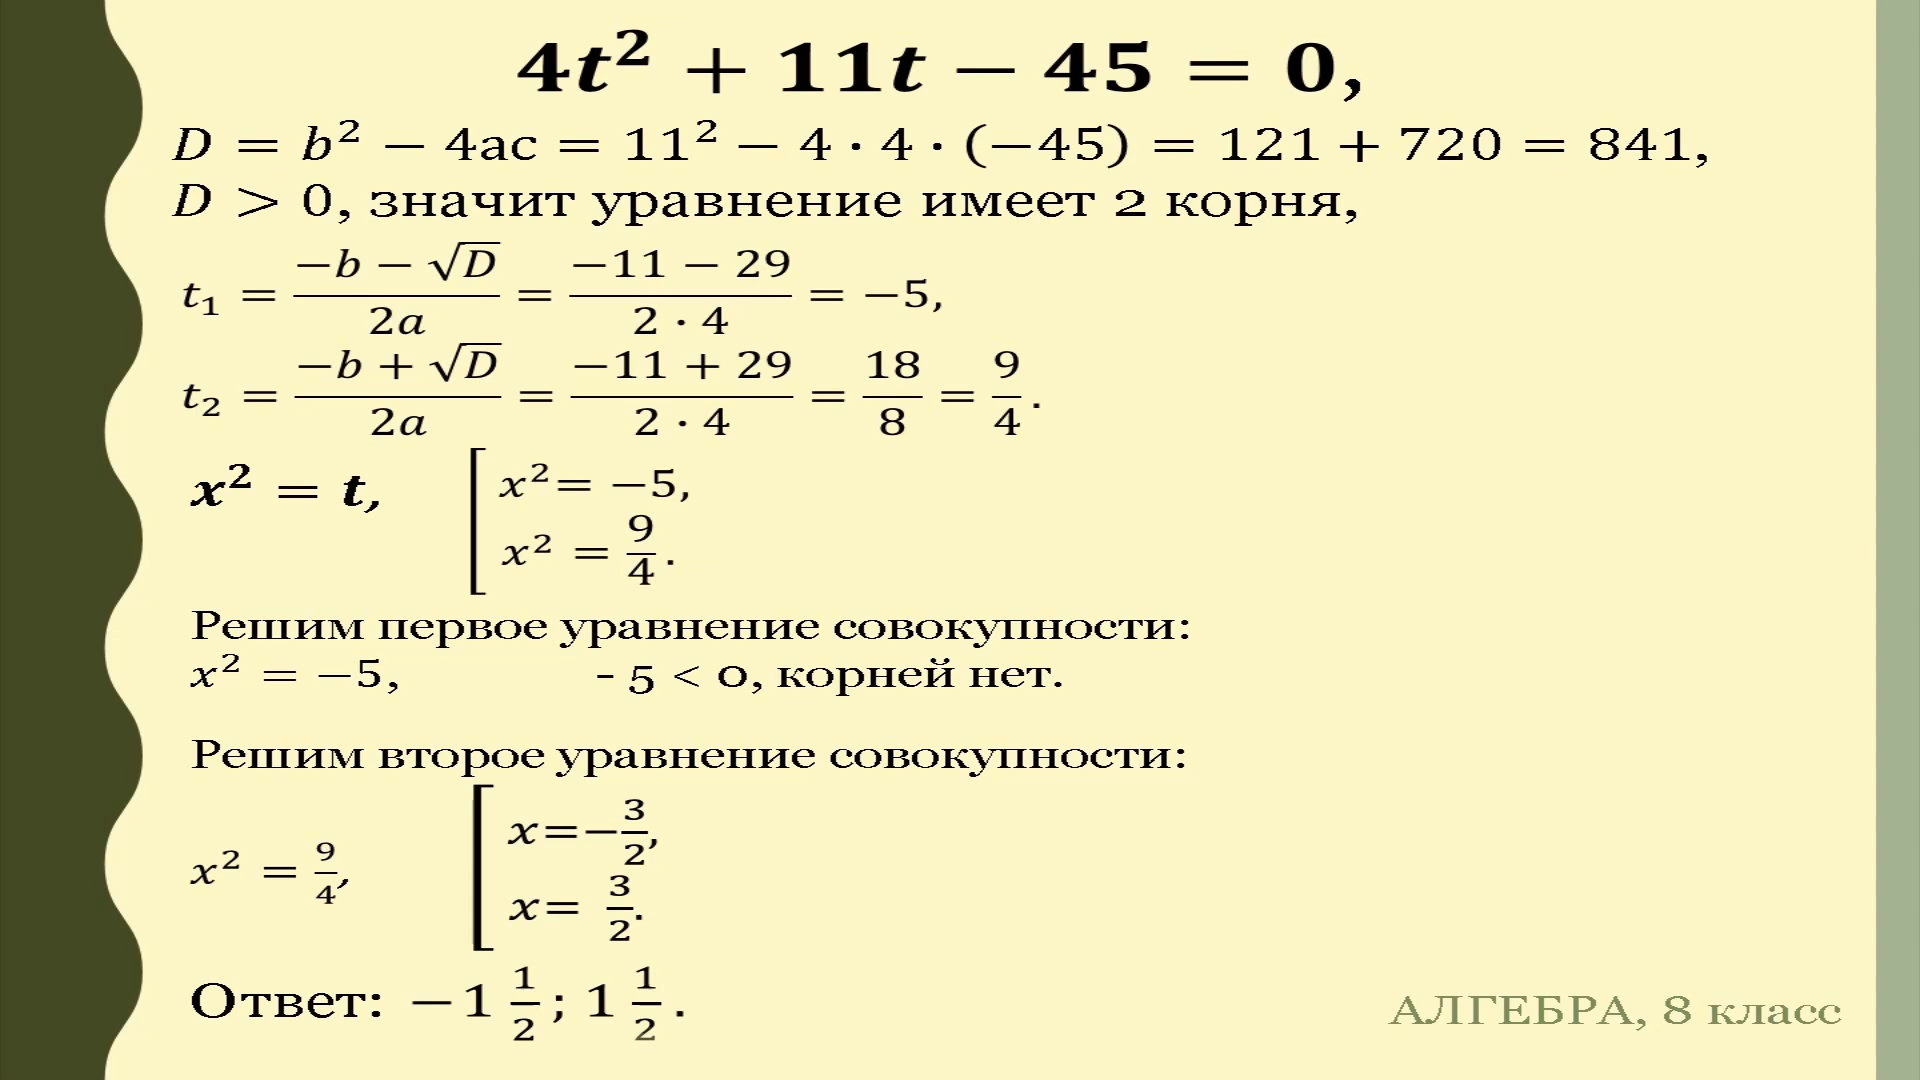 4t² + 11t − 45 = 0,
D = b² − 4ac = 11² − 4 · 4 · (−45) = 121 + 720 = 841,
D > 0, значит уравнение имеет 2 корня,
t₁ = (−b − √D)/(2a) = (−11 − 29)/(2 · 4) = −5,
t₂ = (−b + √D)/(2a) = (−11 + 29)/(2 · 4) = 18/8 = 9/4.
x² = t, [ x² = −5,
x² = 9/4.
Решим первое уравнение совокупности:
x² = −5, - 5 < 0, корней нет.
Решим второе уравнение совокупности:
x² = 9/4, [ x=−3/2,
x= 3/2.
Ответ: −1 1/2 ; 1 1/2 .
АЛГЕБРА, 8 класс